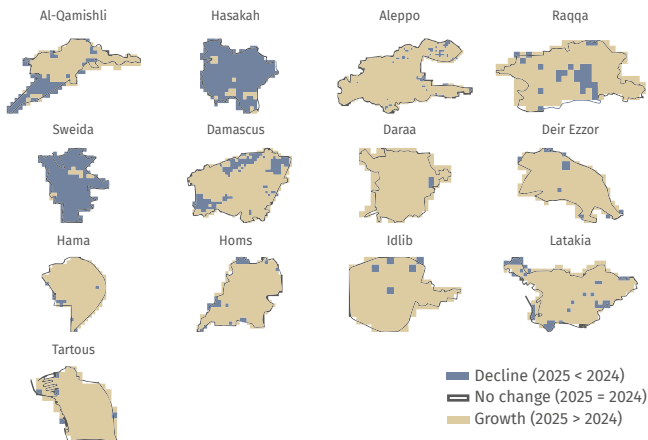 Al-Qamishli
Hasakah
Aleppo
Raqqa
Sweida
Damascus
Daraa
Deir Ezzor
Hama
Homs
Idlib
Latakia
Tartous
Decline (2025 < 2024)
No change (2025 = 2024)
Growth (2025 > 2024)